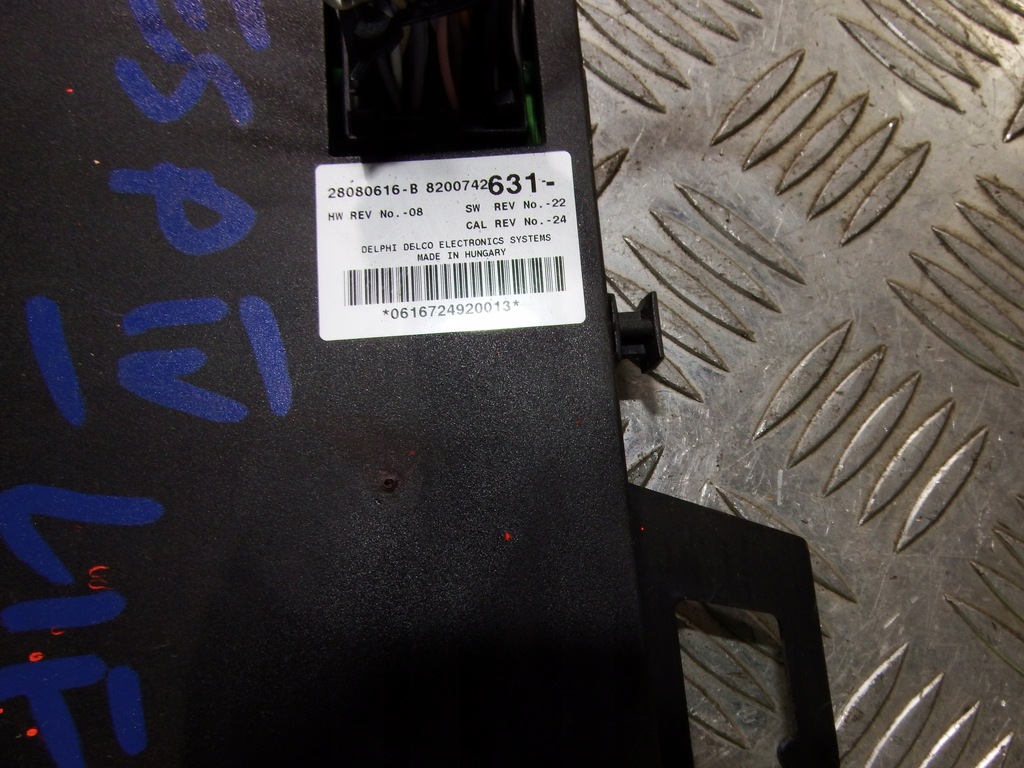 28080616-B 8200742631-
HW REV No.-08 SW REV No.-22
CAL REV No.-24
DELPHI DELCO ELECTRONICS SYSTEMS
MADE IN HUNGARY
*0616724920013*
ESP